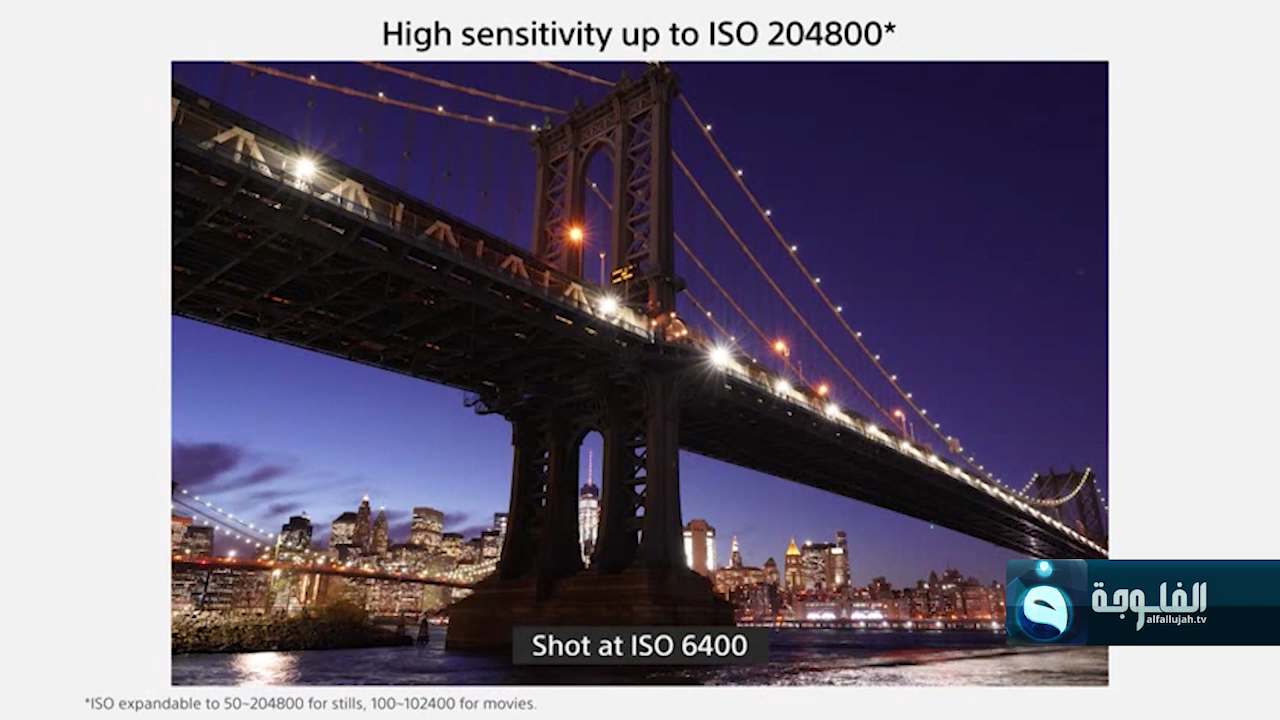 High sensitivity up to ISO 204800*
Shot at ISO 6400
الفلوجة
alfallujah.tv
*ISO expandable to 50~204800 for stills, 100~102400 for movies.